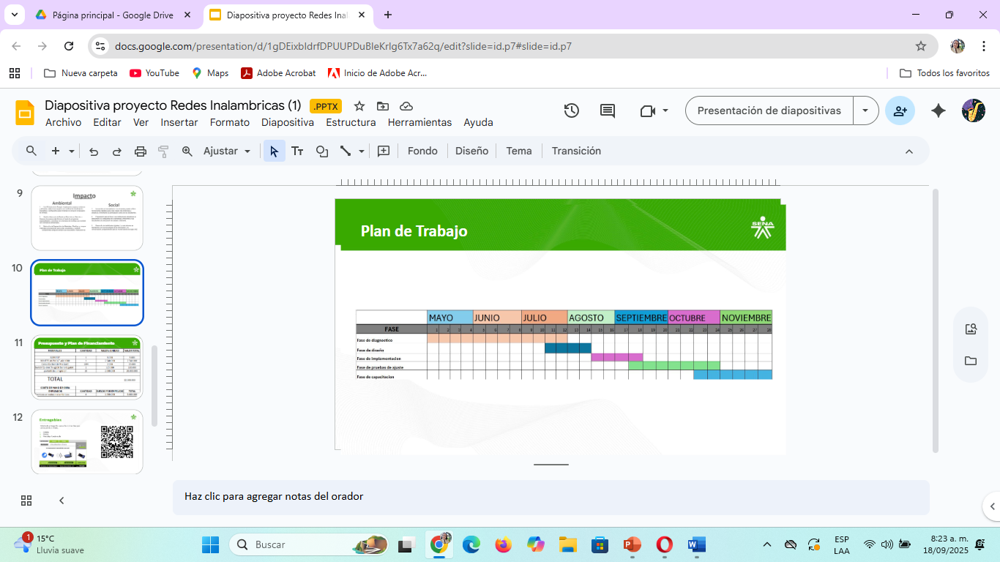 Página principal - Google Drive
Diapositiva proyecto Redes Inal
docs.google.com/presentation/d/1gDEixbIdrfDPUUPDuBleKrIg6Tx7a62q/edit?slide=id.p7#slide=id.p7
Nueva carpeta
YouTube
Maps
Adobe Acrobat
Inicio de Adobe Acr...
Todos los favoritos
Diapositiva proyecto Redes Inalambricas (1)
.PPTX
Archivo Editar Ver Insertar Formato Diapositiva Estructura Herramientas Ayuda
Presentación de diapositivas
Ajustar
Fondo
Diseño
Tema
Transición
9
Impacto
Ambiental
Social
10
Plan de Trabajo
11
Presupuesto y Plan de Financiamiento
TOTAL
12
Entregables
Plan de Trabajo
SENA
MAYO JUNIO JULIO AGOSTO SEPTIEMBRE OCTUBRE NOVIEMBRE
FASE 1 2 3 4 5 6 7 8 9 10 11 12 13 14 15 16 17 18 19 20 21 22 23 24 25 26 27 28
Fase de diagnostico
Fase de diseño
Fase de implementacion
Fase de pruebas de ajuste
Fase de capacitacion
Haz clic para agregar notas del orador
1
15°C
Lluvia suave
Buscar
ESP
LAA
8:23 a. m.
18/09/2025